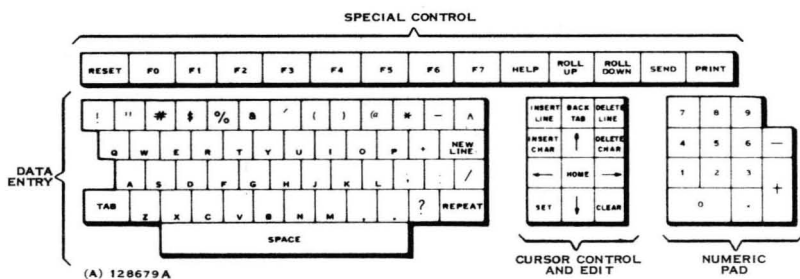 SPECIAL CONTROL
RESET F0 F1 F2 F3 F4 F5 F6 F7 HELP ROLL UP ROLL DOWN SEND PRINT
! " # $ % & ' ( ) @ * — ^
Q W E R T Y U I O P + NEW LINE
A S D F G H J K L ; : /
TAB Z X C V B N M , . ? REPEAT
SPACE
DATA ENTRY
INSERT LINE BACK TAB DELETE LINE
INSERT CHAR ↑ DELETE CHAR
← HOME →
SET ↓ CLEAR
CURSOR CONTROL AND EDIT
7 8 9
4 5 6 —
1 2 3 +
0 .
NUMERIC PAD
(A) 128679A